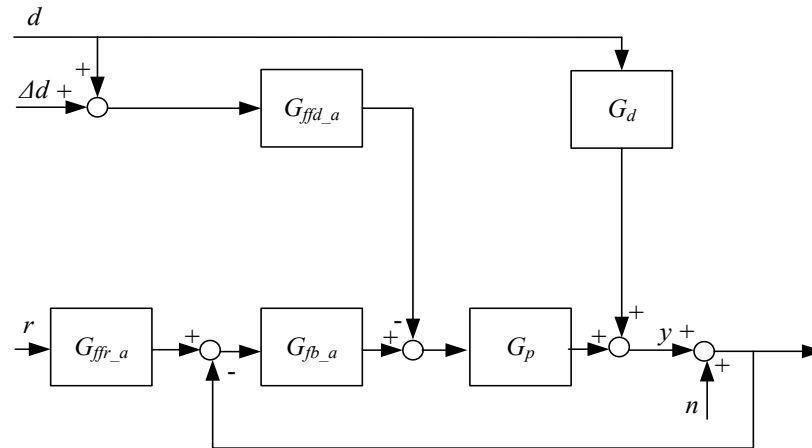 d
+
Δd +
G_ffd_a
G_d
-
+
r
G_ffr_a
+
-
G_fb_a
+
G_p
+
y +
+
n